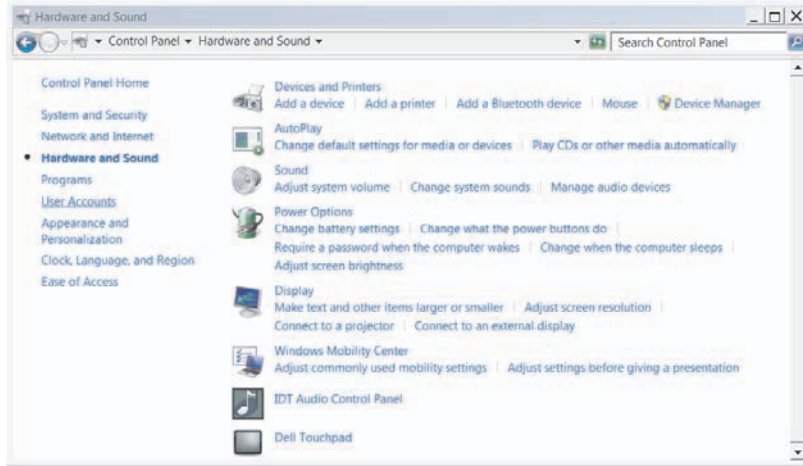 Hardware and Sound
Control Panel Hardware and Sound Search Control Panel
Control Panel Home
System and Security
Network and Internet
Hardware and Sound
Programs
User Accounts
Appearance and
Personalization
Clock, Language, and Region
Ease of Access
Devices and Printers
Add a device Add a printer Add a Bluetooth device Mouse Device Manager
AutoPlay
Change default settings for media or devices Play CDs or other media automatically
Sound
Adjust system volume Change system sounds Manage audio devices
Power Options
Change battery settings Change what the power buttons do
Require a password when the computer wakes Change when the computer sleeps
Adjust screen brightness
Display
Make text and other items larger or smaller Adjust screen resolution
Connect to a projector Connect to an external display
Windows Mobility Center
Adjust commonly used mobility settings Adjust settings before giving a presentation
IDT Audio Control Panel
Dell Touchpad